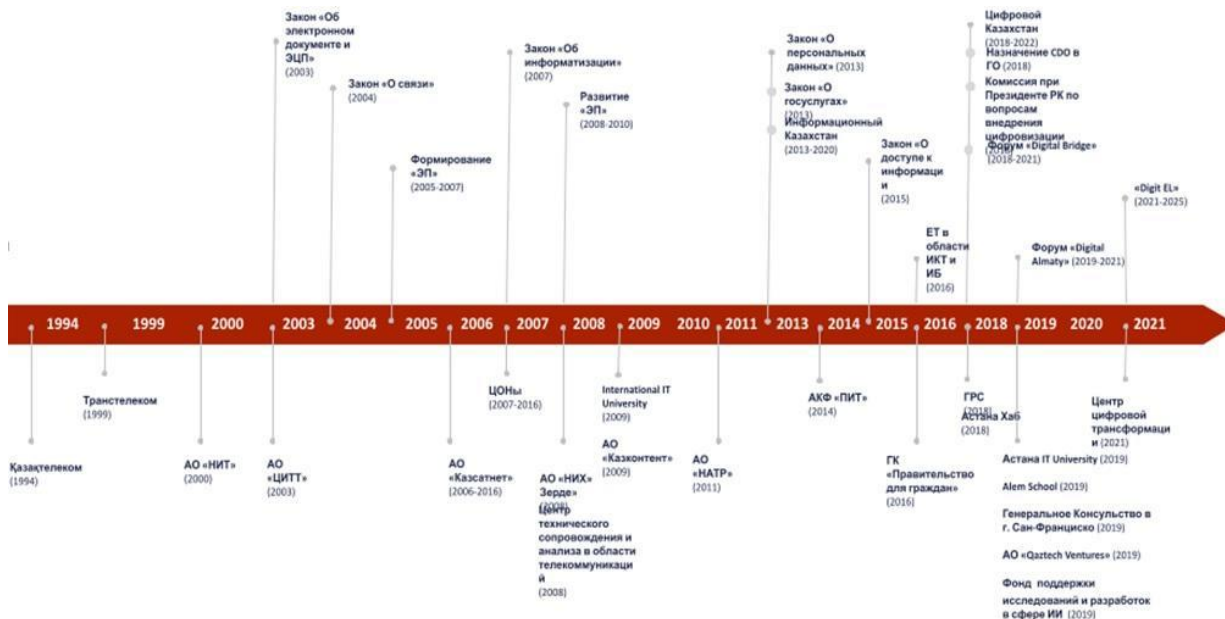 Закон «Об
электронном
документе и
ЭЦП»
(2003)
Закон «О связи»
(2004)
Формирование
«ЭП»
(2005-2007)
Закон «Об
информатизации»
(2007)
Развитие
«ЭП»
(2008-2010)
Закон «О
персональных
данных» (2013)
Закон «О
госуслугах»
(2013)
Информационный
Казахстан
(2013-2020)
Закон «О
доступе к
информаци
и»
(2015)
ЕТ в
области
ИКТ и
ИБ
(2016)
Цифровой
Казахстан
(2018-2022)
Назначение CDO в
ГО (2018)
Комиссия при
Президенте РК по
вопросам
внедрения
цифровизации
Форум «Digital Bridge»
(2018-2021)
Форум «Digital
Almaty» (2019-2021)
«Digit EL»
(2021-2025)
1994 1999 2000 2003 2004 2005 2006 2007 2008 2009 2010 2011 2013 2014 2015 2016 2018 2019 2020 2021
Қазақтелеком
(1994)
Транстелеком
(1999)
АО «НИТ»
(2000)
АО
«ЦИТТ»
(2003)
АО
«Казсатнет»
(2006-2016)
ЦОНы
(2007-2016)
АО «НИХ»
Зерде»
(2008)
Центр
технического
сопровождения и
анализа в области
телекоммуникаци
й
(2008)
International IT
University
(2009)
АО
«Казконтент»
(2009)
АО
«НАТР»
(2011)
АКФ «ПИТ»
(2014)
ГК
«Правительство
для граждан»
(2016)
ГРС
(2018)
Астана Хаб
(2018)
Астана IT University (2019)
Alem School (2019)
Генеральное Консульство в
г. Сан-Франциско (2019)
АО «Qaztech Ventures» (2019)
Фонд поддержки
исследований и разработок
в сфере ИИ (2019)
Центр
цифровой
трансформаци
и (2021)